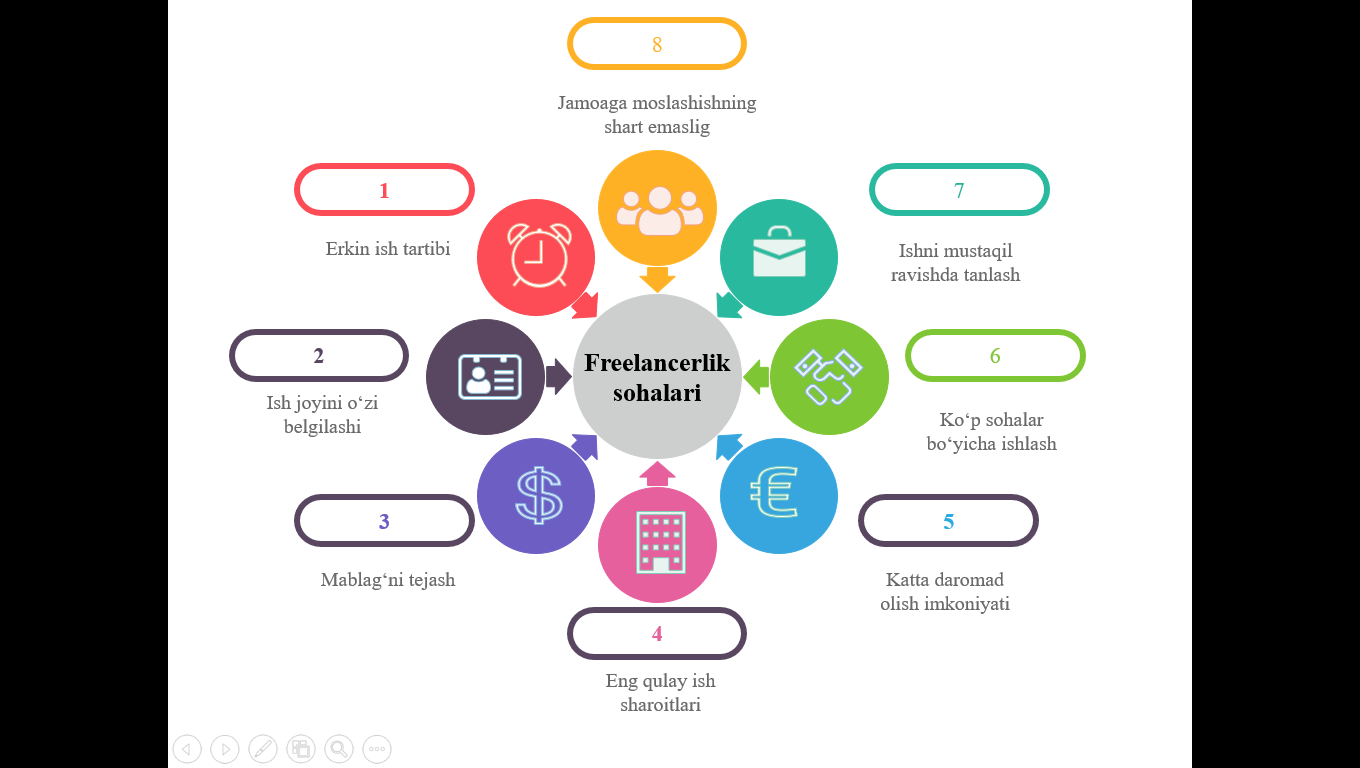 8
Jamoaga moslashishning
shart emaslig
1
Erkin ish tartibi
7
Ishni mustaqil
ravishda tanlash
2
Ish joyini o‘zi
belgilashi
Freelancerlik
sohalari
6
Ko‘p sohalar
bo‘yicha ishlash
3
Mablag‘ni tejash
$
€
5
Katta daromad
olish imkoniyati
4
Eng qulay ish
sharoitlari